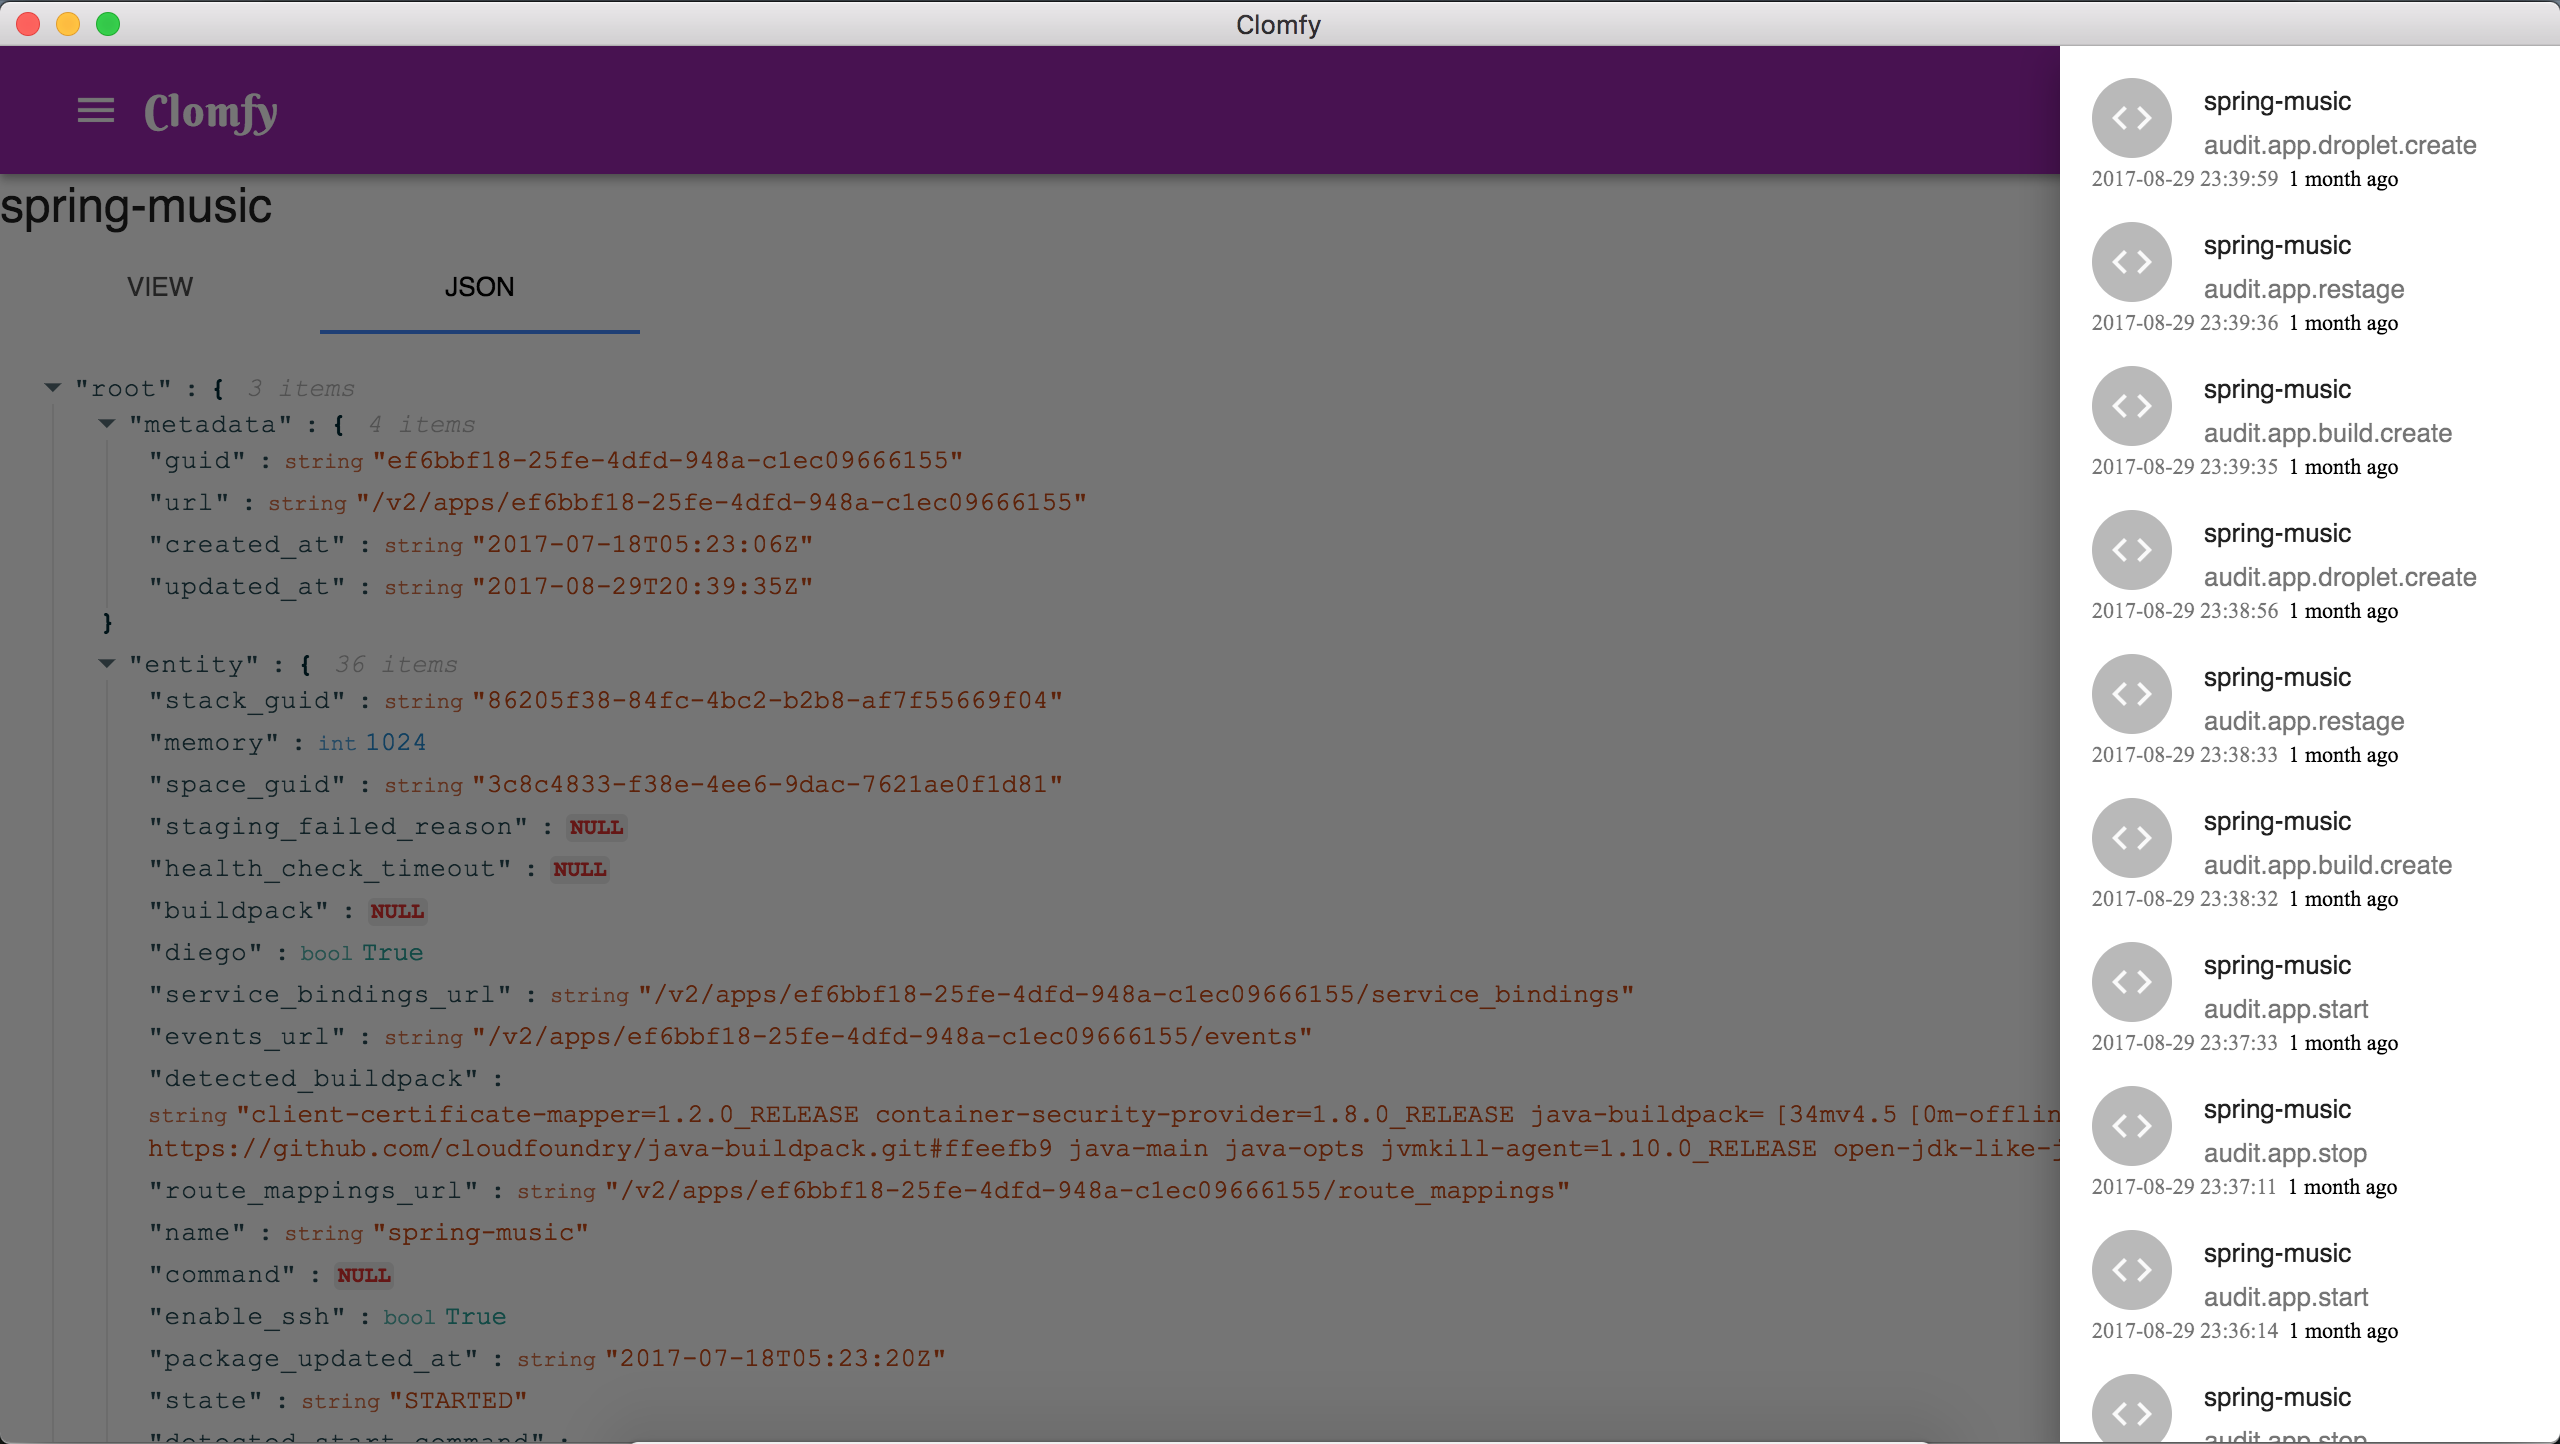 Clomfy
Clomfy
spring-music
VIEW JSON
"root" : { 3 items
"metadata" : { 4 items
"guid" : string "ef6bbf18-25fe-4dfd-948a-c1ec09666155"
"url" : string "/v2/apps/ef6bbf18-25fe-4dfd-948a-c1ec09666155"
"created_at" : string "2017-07-18T05:23:06Z"
"updated_at" : string "2017-08-29T20:39:35Z"
}
"entity" : { 36 items
"stack_guid" : string "86205f38-84fc-4bc2-b2b8-af7f55669f04"
"memory" : int 1024
"space_guid" : string "3c8c4833-f38e-4ee6-9dac-7621ae0f1d81"
"staging_failed_reason" : NULL
"health_check_timeout" : NULL
"buildpack" : NULL
"diego" : bool True
"service_bindings_url" : string "/v2/apps/ef6bbf18-25fe-4dfd-948a-c1ec09666155/service_bindings"
"events_url" : string "/v2/apps/ef6bbf18-25fe-4dfd-948a-c1ec09666155/events"
"detected_buildpack" :
string "client-certificate-mapper=1.2.0_RELEASE container-security-provider=1.8.0_RELEASE java-buildpack= [34mv4.5 [0m-offlin
https://github.com/cloudfoundry/java-buildpack.git#ffeefb9 java-main java-opts jvmkill-agent=1.10.0_RELEASE open-jdk-like-j
"route_mappings_url" : string "/v2/apps/ef6bbf18-25fe-4dfd-948a-c1ec09666155/route_mappings"
"name" : string "spring-music"
"command" : NULL
"enable_ssh" : bool True
"package_updated_at" : string "2017-07-18T05:23:20Z"
"state" : string "STARTED"
"detected_start_command" :
spring-music
audit.app.droplet.create
2017-08-29 23:39:59 1 month ago
spring-music
audit.app.restage
2017-08-29 23:39:36 1 month ago
spring-music
audit.app.build.create
2017-08-29 23:39:35 1 month ago
spring-music
audit.app.droplet.create
2017-08-29 23:38:56 1 month ago
spring-music
audit.app.restage
2017-08-29 23:38:33 1 month ago
spring-music
audit.app.build.create
2017-08-29 23:38:32 1 month ago
spring-music
audit.app.start
2017-08-29 23:37:33 1 month ago
spring-music
audit.app.stop
2017-08-29 23:37:11 1 month ago
spring-music
audit.app.start
2017-08-29 23:36:14 1 month ago
spring-music
audit.app.stop